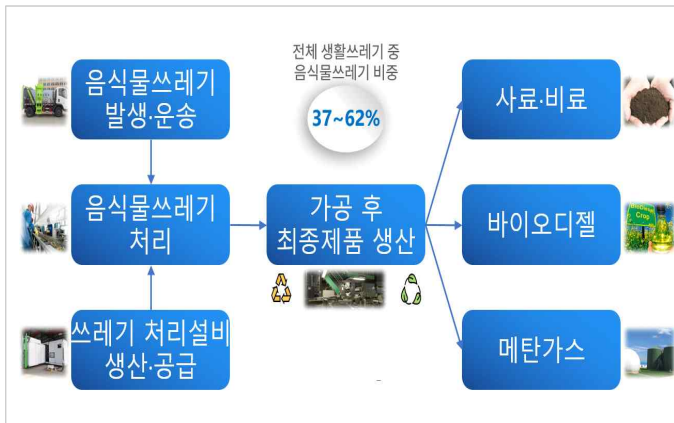 음식물쓰레기
발생·운송
전체 생활쓰레기 중
음식물쓰레기 비중
37~62%
사료·비료
음식물쓰레기
처리
가공 후
최종제품 생산
바이오디젤
Crop
쓰레기 처리설비
생산·공급
메탄가스